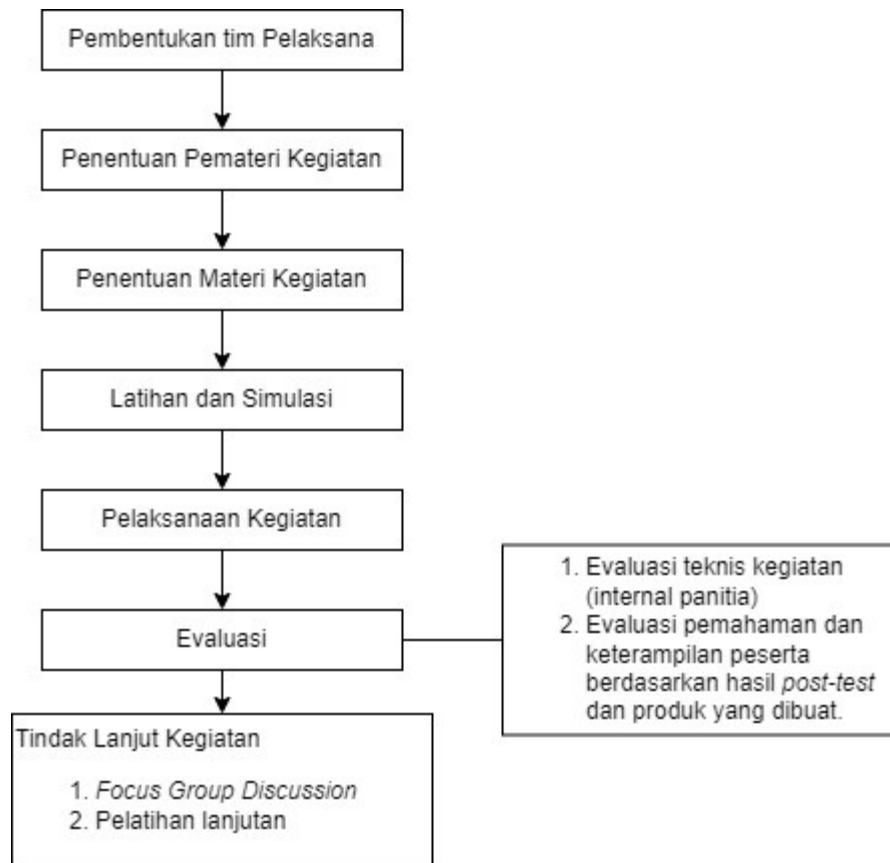 Pembentukan tim Pelaksana
Penentuan Pemateri Kegiatan
Penentuan Materi Kegiatan
Latihan dan Simulasi
Pelaksanaan Kegiatan
Evaluasi
1. Evaluasi teknis kegiatan
(internal panitia)
2. Evaluasi pemahaman dan
keterampilan peserta
berdasarkan hasil post-test
dan produk yang dibuat.
Tindak Lanjut Kegiatan
1. Focus Group Discussion
2. Pelatihan lanjutan